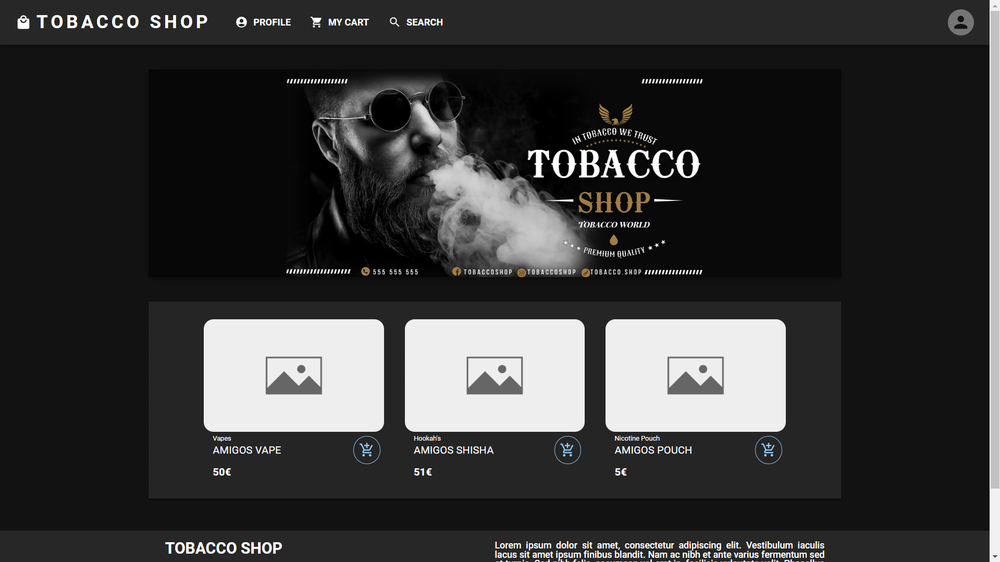 TOBACCO SHOP
PROFILE
MY CART
SEARCH
IN TOBACCO WE TRUST
TOBACCO
SHOP
TOBACCO WORLD
PREMIUM QUALITY
555 555 555
TOBACCOSHOP
TOBACCOSHOP
TOBACCO.SHOP
Vapes
AMIGOS VAPE
50€
Hookah's
AMIGOS SHISHA
51€
Nicotine Pouch
AMIGOS POUCH
5€
TOBACCO SHOP
Lorem ipsum dolor sit amet, consectetur adipiscing elit. Vestibulum iaculis
lacus sit amet ipsum finibus blandit. Nam ac nibh et ante varius fermentum sed